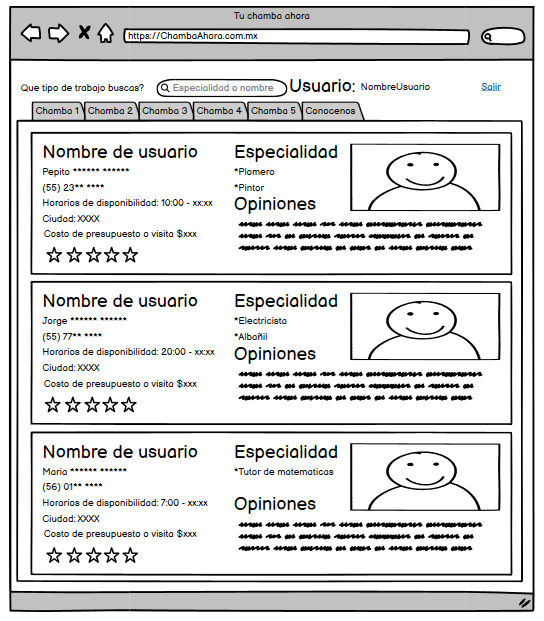 Tu chamba ahora
https://ChambaAhora.com.mx
Que tipo de trabajo buscas?
Especialidad o nombre
Usuario: NombreUsuario
Salir
Chamba 1
Chamba 2
Chamba 3
Chamba 4
Chamba 5
Conocenos
Nombre de usuario
Pepito ****** ******
(55) 23** ****
Horarios de disponibilidad: 10:00 - xx:xx
Ciudad: XXXX
Costo de presupuesto o visita $xxx
Especialidad
*Plomero
*Pintor
Opiniones
Nombre de usuario
Jorge ****** ******
(55) 77** ****
Horarios de disponibilidad: 20:00 - xx:xx
Ciudad: XXXX
Costo de presupuesto o visita $xxx
Especialidad
*Electricista
*Albañil
Opiniones
Nombre de usuario
Maria ****** ******
(56) 01** ****
Horarios de disponibilidad: 7:00 - xx:xx
Ciudad: XXXX
Costo de presupuesto o visita $xxx
Especialidad
*Tutor de matematicas
Opiniones